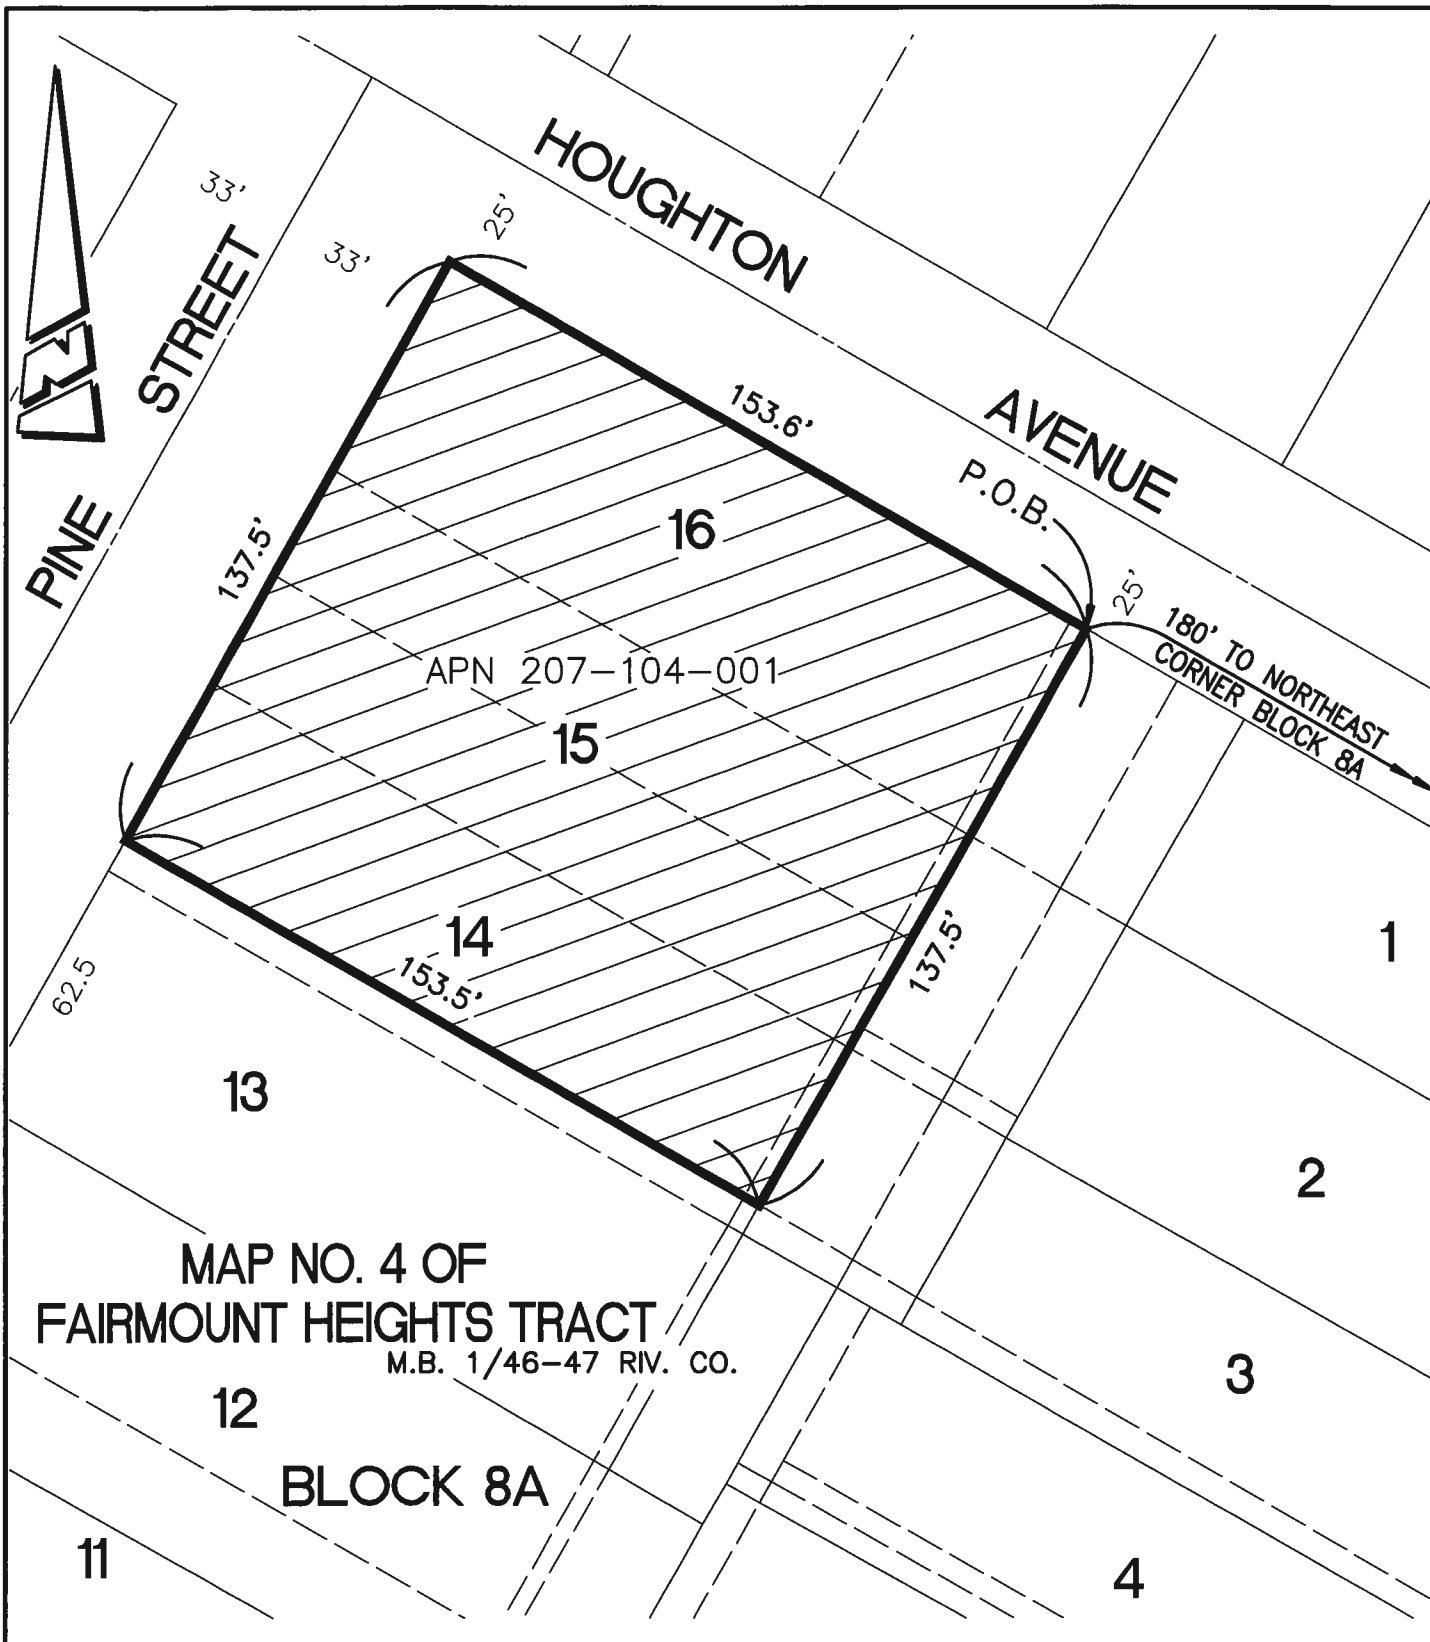 HOUGHTON AVENUE
33'
25'
33'
PINE STREET
N
153.6'
P.O.B.
137.5'
16
25'
180' TO NORTHEAST
CORNER BLOCK 8A
APN 207-104-001
15
14
153.5'
137.5'
1
62.5
13
2
MAP NO. 4 OF
FAIRMOUNT HEIGHTS TRACT
M.B. 1/46-47 RIV. CO.
3
12
BLOCK 8A
11
4